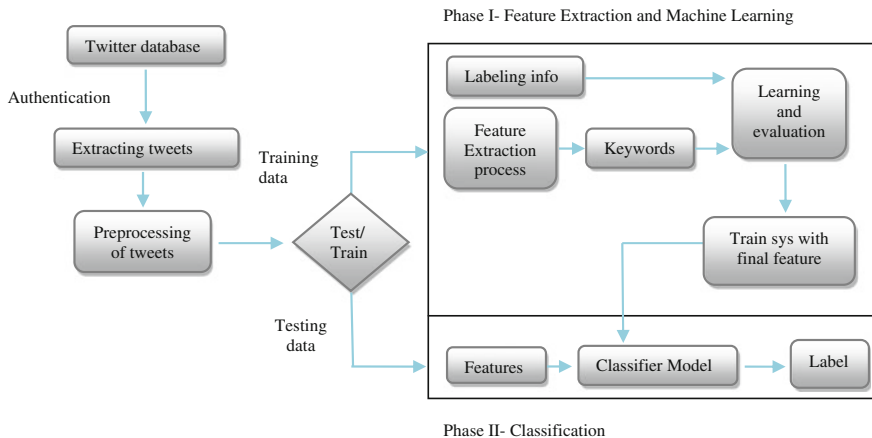 Phase I- Feature Extraction and Machine Learning
Twitter database
Authentication
Extracting tweets
Preprocessing
of tweets
Training
data
Test/
Train
Testing
data
Labeling info
Feature
Extraction
process
Keywords
Learning
and
evaluation
Train sys with
final feature
Features
Classifier Model
Label
Phase II- Classification